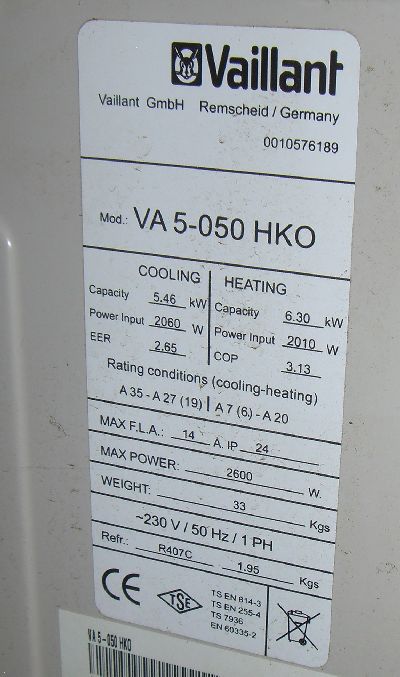 Vaillant
Vaillant GmbH Remscheid / Germany
0010576189
Mod.: VA 5-050 HKO
COOLING HEATING
Capacity 5.46 kW Capacity 6.30 kW
Power Input 2060 W Power Input 2010 W
EER 2.65 COP 3.13
Rating conditions (cooling-heating)
A 35 - A 27 (19) | A 7 (6) - A 20
MAX F.L.A.: 14 A. IP 24
MAX POWER: 2600 W.
WEIGHT: 33 Kgs
~230 V / 50 Hz / 1 PH
Refr.: R407C 1.95 Kgs
CE TSE
TS EN 814-3
TS EN 255-4
TS 7936
EN 60335-2
VA 5-050 HKO